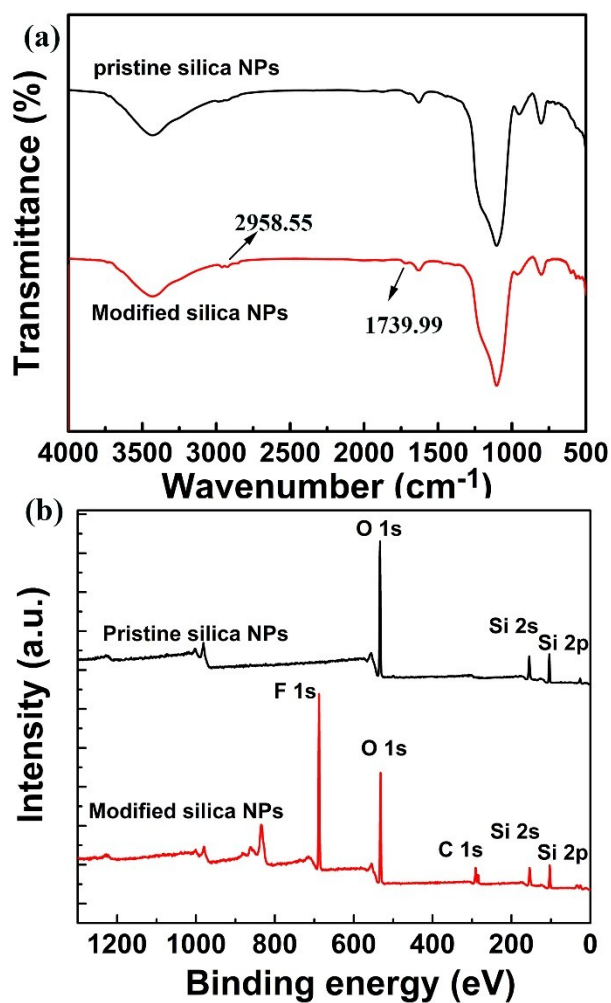 (a)
pristine silica NPs
2958.55
Modified silica NPs
1739.99
Transmittance (%)
4000 3500 3000 2500 2000 1500 1000 500
Wavenumber (cm-1)
(b)
O 1s
Pristine silica NPs
Si 2s
Si 2p
F 1s
O 1s
Modified silica NPs
C 1s
Si 2s
Si 2p
Intensity (a.u.)
1200 1000 800 600 400 200 0
Binding energy (eV)